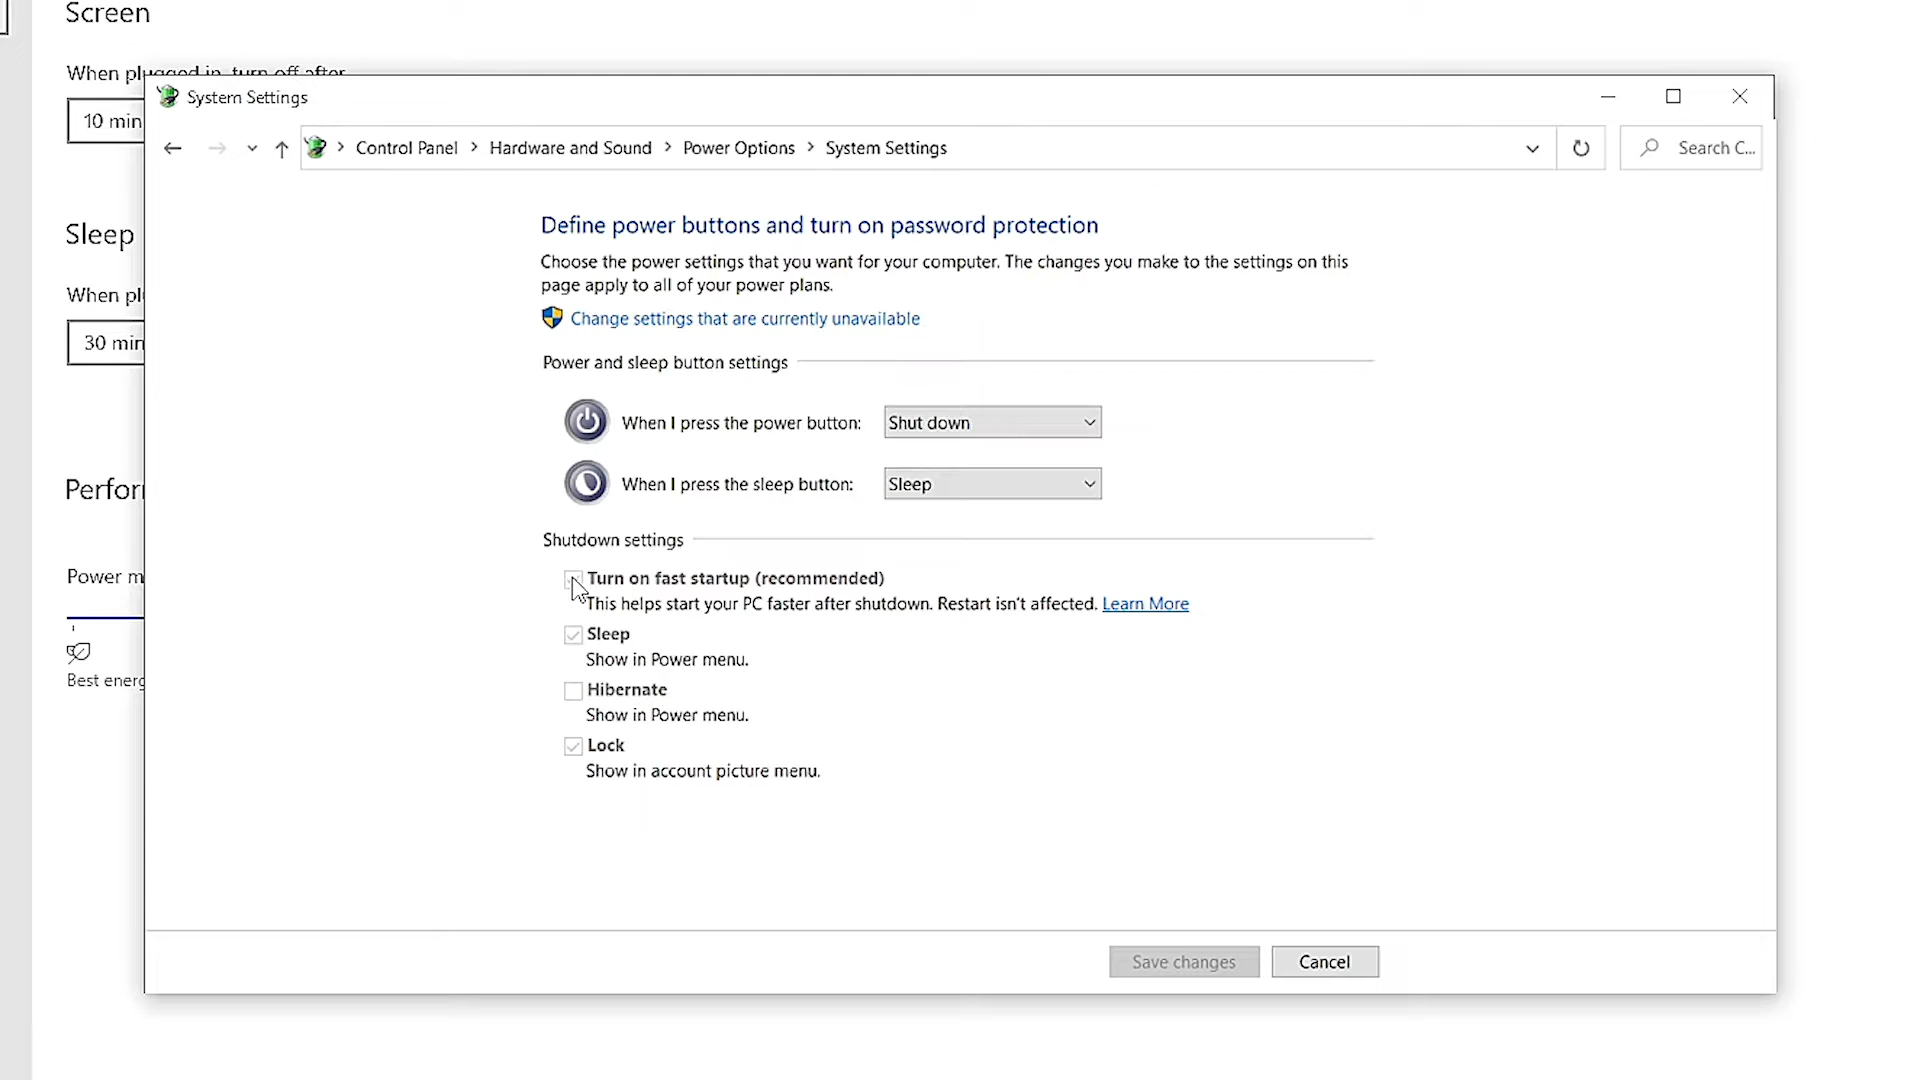 Screen
When plugged in, turn off after
10 min
Sleep
When pl
30 min
Perfor
Power m
Best energ
System Settings
Control Panel > Hardware and Sound > Power Options > System Settings
Search C...
Define power buttons and turn on password protection
Choose the power settings that you want for your computer. The changes you make to the settings on this
page apply to all of your power plans.
Change settings that are currently unavailable
Power and sleep button settings
When I press the power button: Shut down
When I press the sleep button: Sleep
Shutdown settings
Turn on fast startup (recommended)
This helps start your PC faster after shutdown. Restart isn't affected. Learn More
Sleep
Show in Power menu.
Hibernate
Show in Power menu.
Lock
Show in account picture menu.
Save changes Cancel